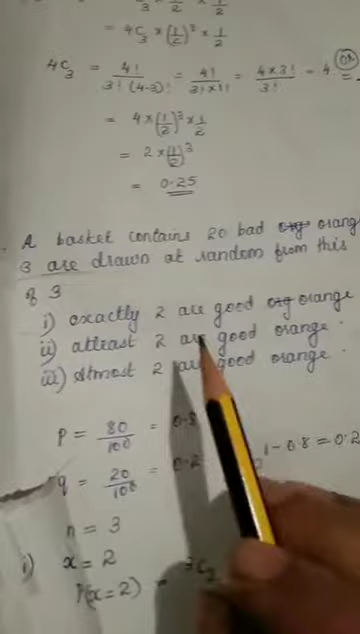 = 4C3 × (1/2)³ × 1/2
4C3 = 4!/3!(4-3)! = 4!/3!×1! = 4×3!/3! = 4
= 4 × (1/2)³ × 1/2
= 2 × (1/2)³
= 0.25
A basket contains 20 bad orang
3 are drawn at random from this
of 3
i) exactly 2 are good orange
ii) atleast 2 are good orange.
iii) Atmost 2 are good orange.
p = 80/100 = 0.8
q = 20/100 = 0.2 1-0.8 = 0.2
n = 3
i) x = 2
P(x=2) = 3C2